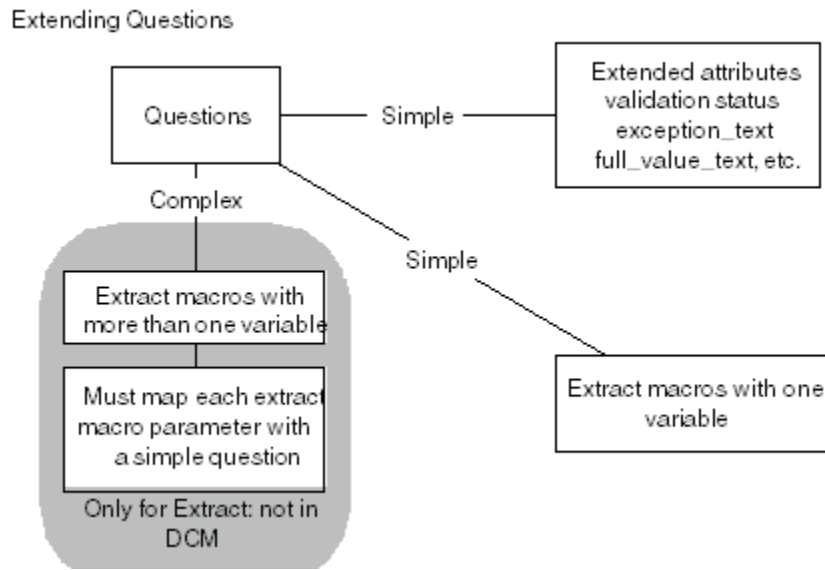 Extending Questions
Questions
Simple
Extended attributes
validation status
exception_text
full_value_text, etc.
Complex
Simple
Extract macros with
more than one variable
Extract macros with one
variable
Must map each extract
macro parameter with
a simple question
Only for Extract: not in
DCM